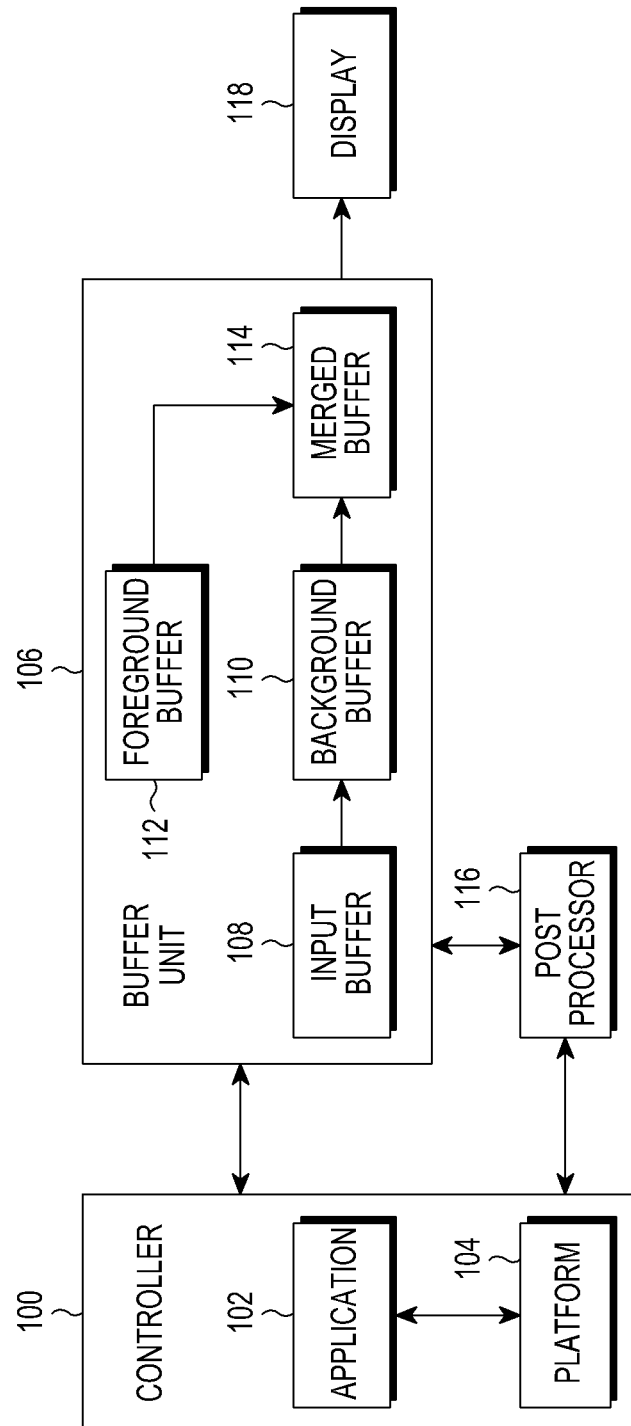 100
CONTROLLER
102
APPLICATION
104
PLATFORM
106
BUFFER
UNIT
112
FOREGROUND
BUFFER
108
INPUT
BUFFER
110
BACKGROUND
BUFFER
114
MERGED
BUFFER
116
POST
PROCESSOR
118
DISPLAY